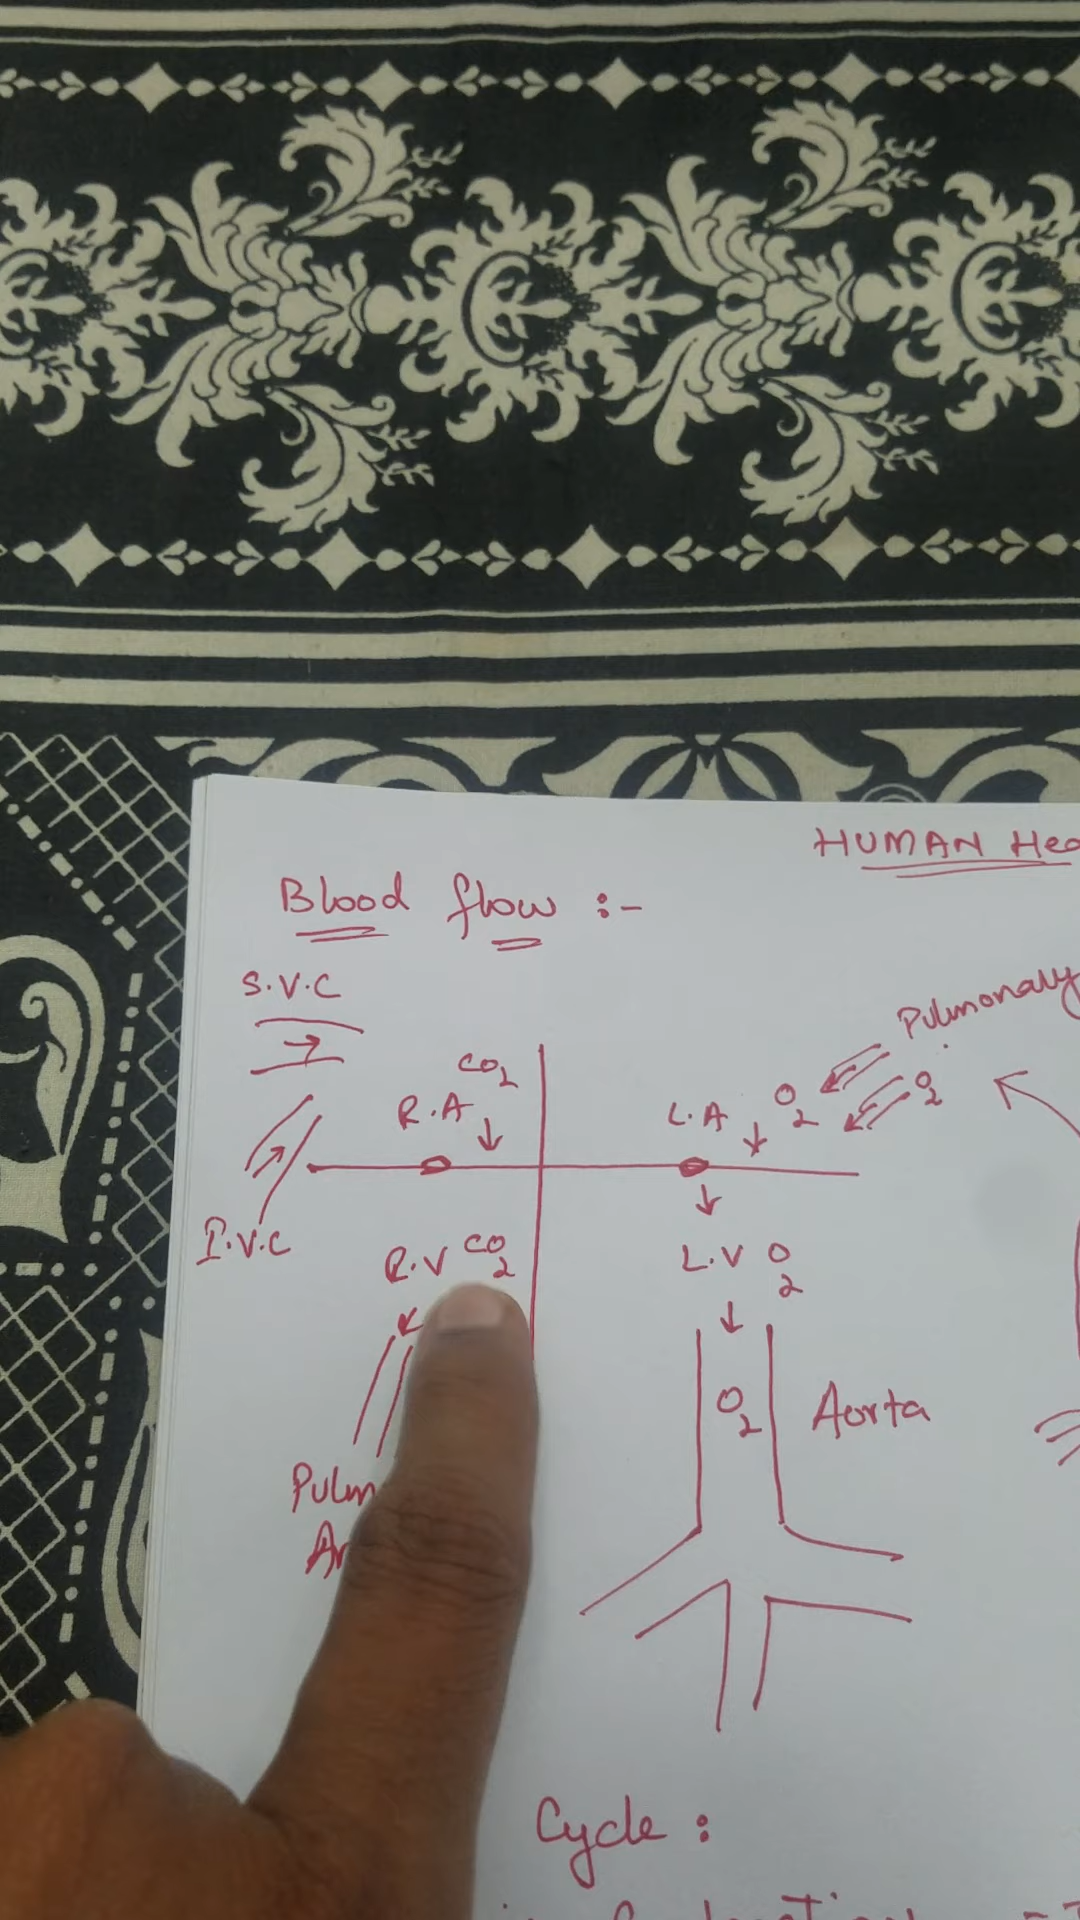 HUMAN
Blood flow :-
S.V.C
Pulmonary
CO2
R.A
L.A
O2
O2
I.V.C
R.V CO2
L.V O2
O2
Aorta
Cycle :